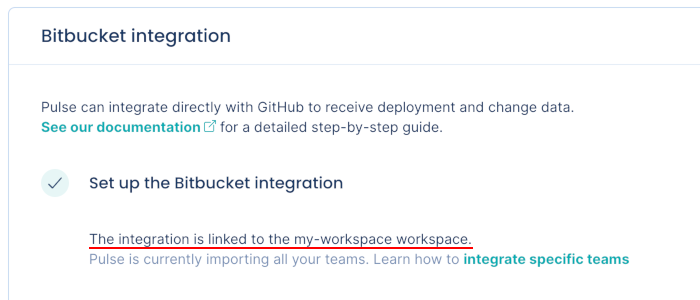 Bitbucket integration
Pulse can integrate directly with GitHub to receive deployment and change data.
See our documentation for a detailed step-by-step guide.
Set up the Bitbucket integration
The integration is linked to the my-workspace workspace.
Pulse is currently importing all your teams. Learn how to integrate specific teams